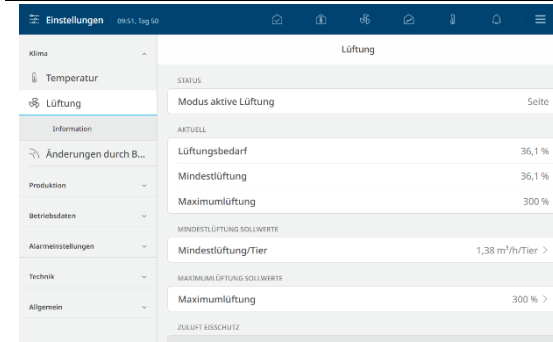 Einstellungen 09:51, Tag 50
Klima
Temperatur
Lüftung
Information
Änderungen durch B...
Produktion
Betriebsdaten
Alarmeinstellungen
Technik
Allgemein
Lüftung
STATUS
Modus aktive Lüftung Seite
AKTUELL
Lüftungsbedarf 36,1 %
Mindestlüftung 36,1 %
Maximumlüftung 300 %
MINDESTLÜFTUNG SOLLWERTE
Mindestlüftung/Tier 1,38 m³/h/Tier
MAXIMUMLÜFTUNG SOLLWERTE
Maximumlüftung 300 %
ZULUFT EISSCHUTZ